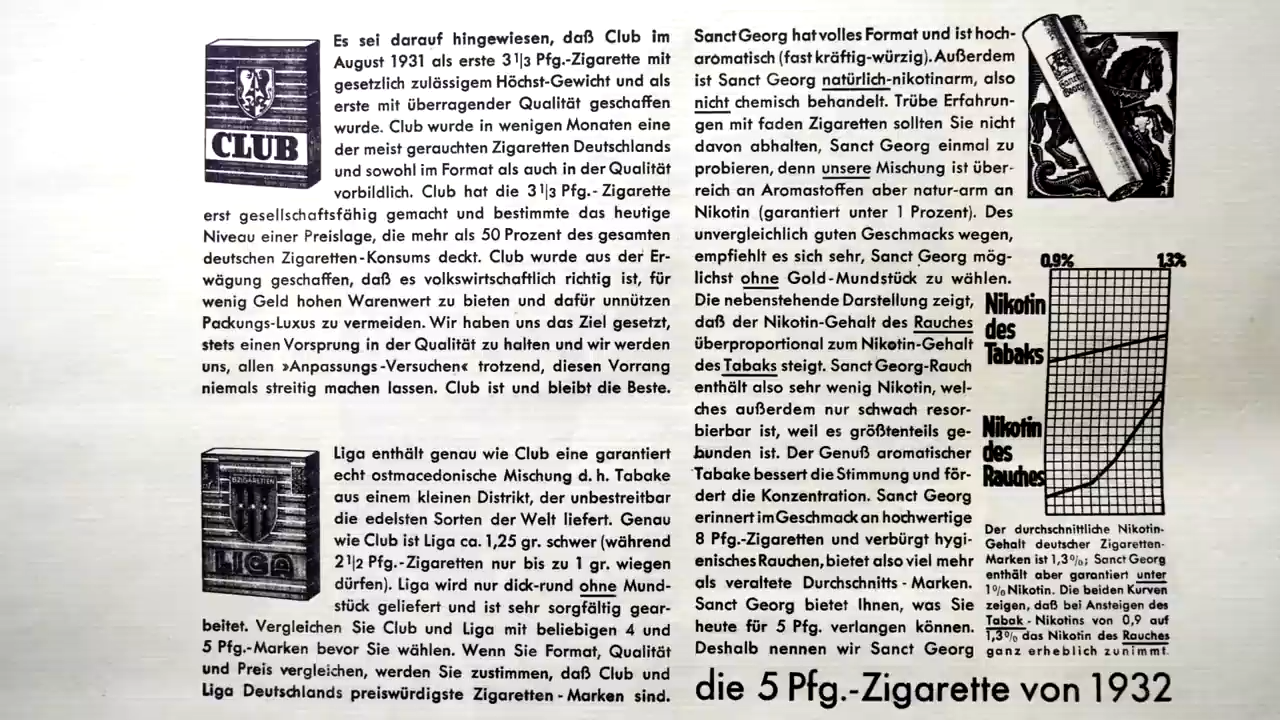 CLUB
Es sei darauf hingewiesen, daß Club im
August 1931 als erste 3 1/3 Pfg.-Zigarette mit
gesetzlich zulässigem Höchst-Gewicht und als
erste mit überragender Qualität geschaffen
wurde. Club wurde in wenigen Monaten eine
der meist gerauchten Zigaretten Deutschlands
und sowohl im Format als auch in der Qualität
vorbildlich. Club hat die 3 1/3 Pfg.-Zigarette
erst gesellschaftsfähig gemacht und bestimmte das heutige
Niveau einer Preislage, die mehr als 50 Prozent des gesamten
deutschen Zigaretten-Konsums deckt. Club wurde aus der Er-
wägung geschaffen, daß es volkswirtschaftlich richtig ist, für
wenig Geld hohen Warenwert zu bieten und dafür unnützen
Packungs-Luxus zu vermeiden. Wir haben uns das Ziel gesetzt,
stets einen Vorsprung in der Qualität zu halten und wir werden
uns, allen »Anpassungs-Versuchen« trotzend, diesen Vorrang
niemals streitig machen lassen. Club ist und bleibt die Beste.
ZIGARETTEN
LIGA
Liga enthält genau wie Club eine garantiert
echt ostmacedonische Mischung d. h. Tabake
aus einem kleinen Distrikt, der unbestreitbar
die edelsten Sorten der Welt liefert. Genau
wie Club ist Liga ca. 1,25 gr. schwer (während
2 1/2 Pfg.-Zigaretten nur bis zu 1 gr. wiegen
dürfen). Liga wird nur dick-rund ohne Mund-
stück geliefert und ist sehr sorgfältig gear-
beitet. Vergleichen Sie Club und Liga mit beliebigen 4 und
5 Pfg.-Marken bevor Sie wählen. Wenn Sie Format, Qualität
und Preis vergleichen, werden Sie zustimmen, daß Club und
Liga Deutschlands preiswürdigste Zigaretten-Marken sind.
Sanct Georg hat volles Format und ist hoch-
aromatisch (fast kräftig-würzig). Außerdem
ist Sanct Georg natürlich-nikotinarm, also
nicht chemisch behandelt. Trübe Erfahrun-
gen mit faden Zigaretten sollten Sie nicht
davon abhalten, Sanct Georg einmal zu
probieren, denn unsere Mischung ist über-
reich an Aromastoffen aber natur-arm an
Nikotin (garantiert unter 1 Prozent). Des
unvergleichlich guten Geschmacks wegen,
empfiehlt es sich sehr, Sanct Georg mög-
lichst ohne Gold-Mundstück zu wählen.
Die nebenstehende Darstellung zeigt,
daß der Nikotin-Gehalt des Rauches
überproportional zum Nikotin-Gehalt
des Tabaks steigt. Sanct Georg-Rauch
enthält also sehr wenig Nikotin, wel-
ches außerdem nur schwach resor-
bierbar ist, weil es größtenteils ge-
bunden ist. Der Genuß aromatischer
Tabake bessert die Stimmung und för-
dert die Konzentration. Sanct Georg
erinnert im Geschmack an hochwertige
8 Pfg.-Zigaretten und verbürgt hygi-
enisches Rauchen, bietet also viel mehr
als veraltete Durchschnitts-Marken.
Sanct Georg bietet Ihnen, was Sie
heute für 5 Pfg. verlangen können.
Deshalb nennen wir Sanct Georg
die 5 Pfg.-Zigarette von 1932
Sanct
Georg
0,9% 1,3%
Nikotin
des
Tabaks
Nikotin
des
Rauches
Der durchschnittliche Nikotin-
Gehalt deutscher Zigaretten-
Marken ist 1,3%; Sanct Georg
enthält aber garantiert unter
1% Nikotin. Die beiden Kurven
zeigen, daß bei Ansteigen des
Tabak-Nikotins von 0,9 auf
1,3% das Nikotin des Rauches
ganz erheblich zunimmt.